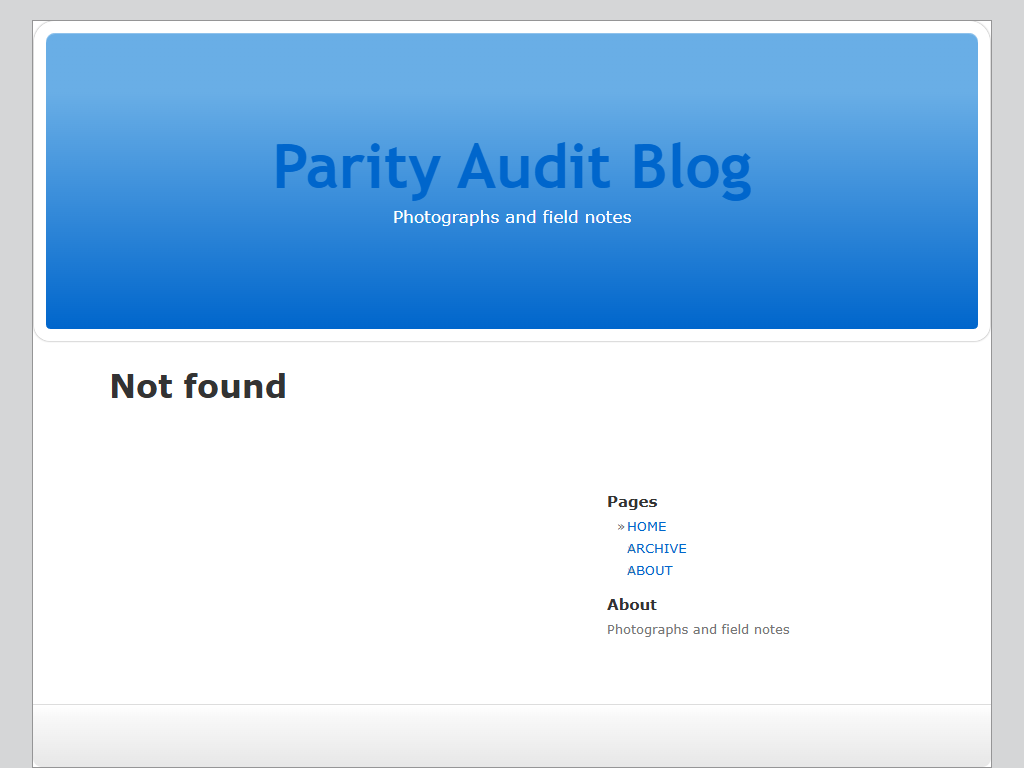 Parity Audit Blog
Photographs and field notes
Not found
Pages
» HOME
ARCHIVE
ABOUT
About
Photographs and field notes